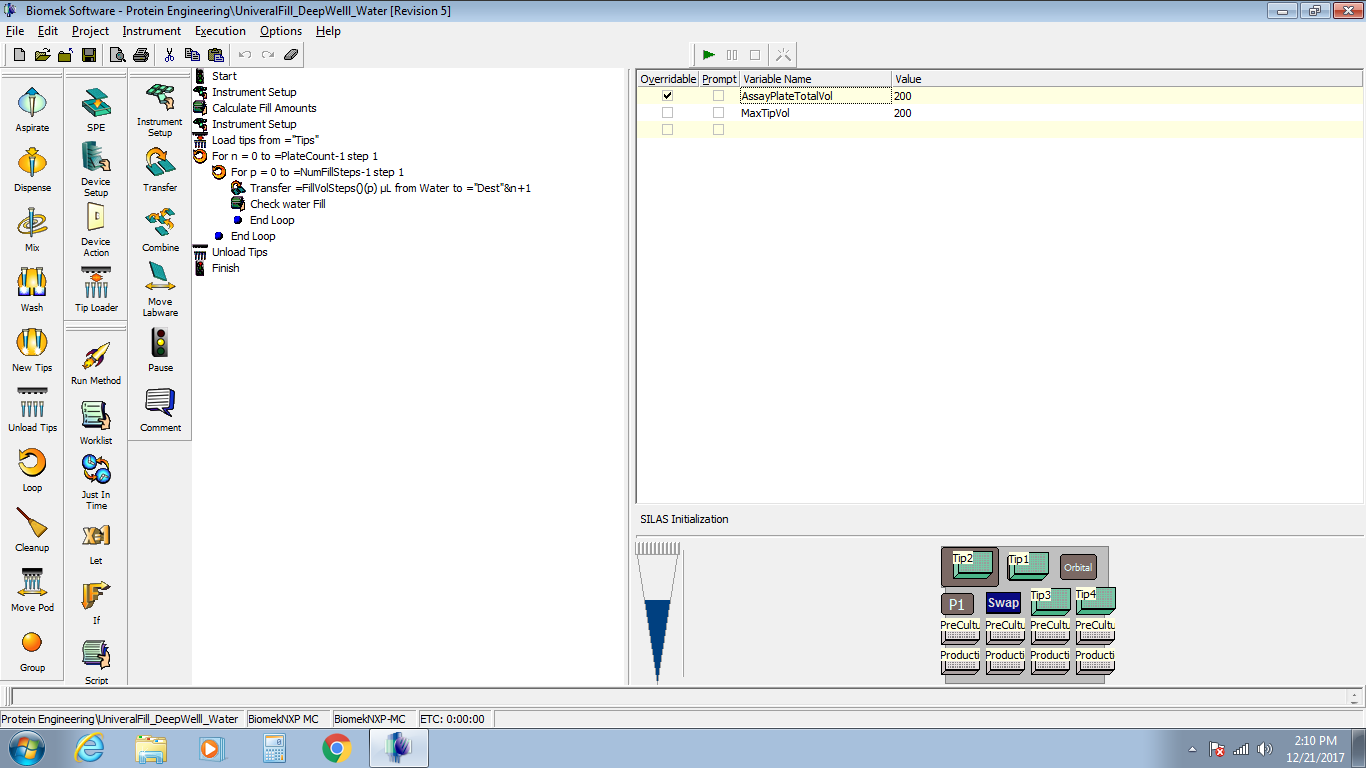 Biomek Software - Protein Engineering\UniveralFill_DeepWelll_Water [Revision 5]
File Edit Project Instrument Execution Options Help
Aspirate
Dispense
Mix
Wash
New Tips
Unload Tips
Loop
Cleanup
Move Pod
Group
SPE
Device
Setup
Device
Action
Tip Loader
Run Method
Worklist
Just In
Time
x=1
Let
If
Script
Instrument
Setup
Transfer
Combine
Move
Labware
Pause
Comment
Start
Instrument Setup
Calculate Fill Amounts
Instrument Setup
Load tips from ="Tips"
For n = 0 to =PlateCount-1 step 1
For p = 0 to =NumFillSteps-1 step 1
Transfer =FillVolSteps()(p) µL from Water to ="Dest"&n+1
Check water Fill
End Loop
End Loop
Unload Tips
Finish
Overridable Prompt Variable Name Value
AssayPlateTotalVol 200
MaxTipVol 200
SILAS Initialization
Tip2 Tip1 Orbital
P1 Swap Tip3 Tip4
PreCultu PreCultu PreCultu PreCultu
Producti Producti Producti Producti
Protein Engineering\UniveralFill_DeepWelll_Water BiomekNXP MC BiomekNXP-MC ETC: 0:00:00
2:10 PM
12/21/2017